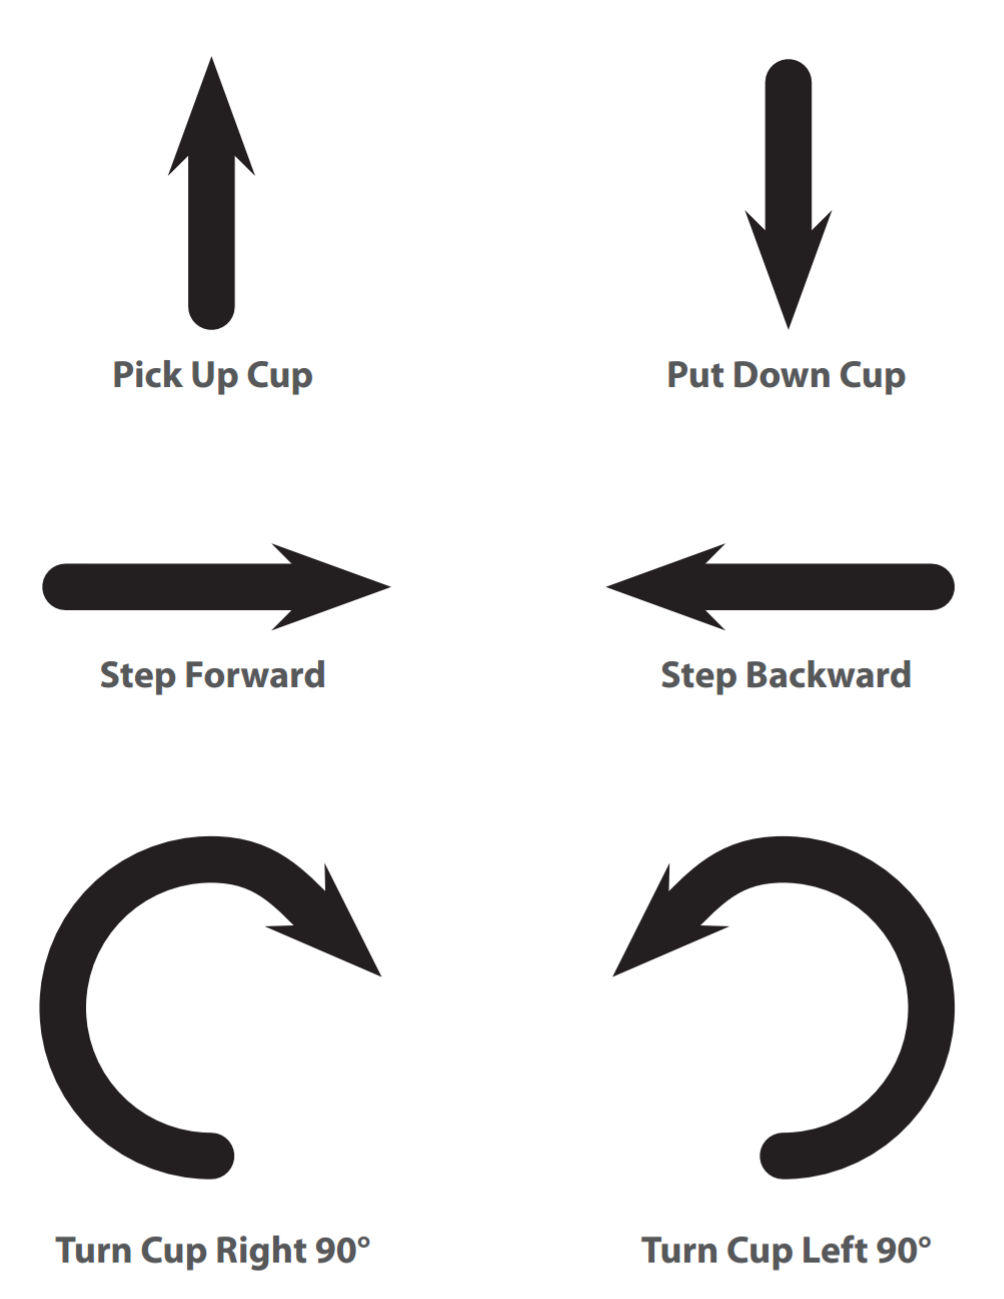 Pick Up Cup
Put Down Cup
Step Forward
Step Backward
Turn Cup Right 90°
Turn Cup Left 90°